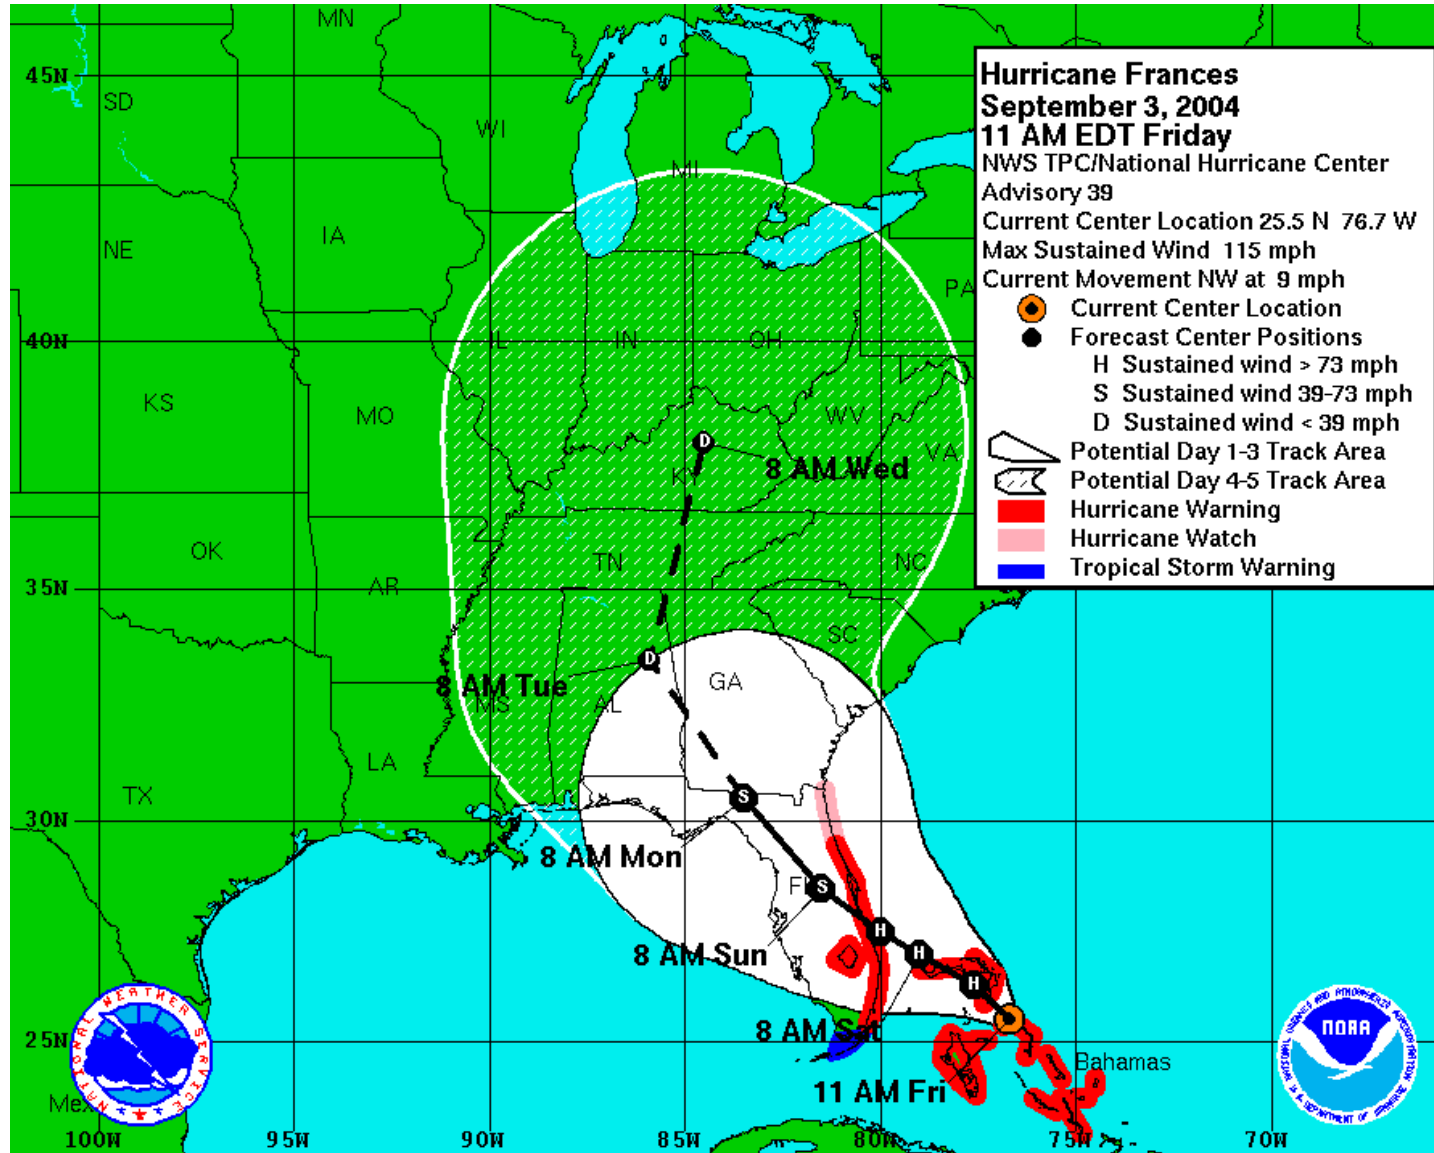 MN
45N
SD
WI
MI
NE
IA
PA
40N
IL
IN
OH
KS
MO
WV
VA
KY
8 AM Wed
OK
AR
TN
NC
35N
SC
8 AM Tue
MS
AL
GA
LA
TX
30N
8 AM Mon
8 AM Sun
8 AM Sat
25N
11 AM Fri
Bahamas
100W 95W 90W 85W 80W 75W 70W
Hurricane Frances
September 3, 2004
11 AM EDT Friday
NWS TPC/National Hurricane Center
Advisory 39
Current Center Location 25.5 N 76.7 W
Max Sustained Wind 115 mph
Current Movement NW at 9 mph
Current Center Location
Forecast Center Positions
H Sustained wind > 73 mph
S Sustained wind 39-73 mph
D Sustained wind < 39 mph
Potential Day 1-3 Track Area
Potential Day 4-5 Track Area
Hurricane Warning
Hurricane Watch
Tropical Storm Warning
D
D
S
S
H
H
H
NATIONAL WEATHER SERVICE
NOAA